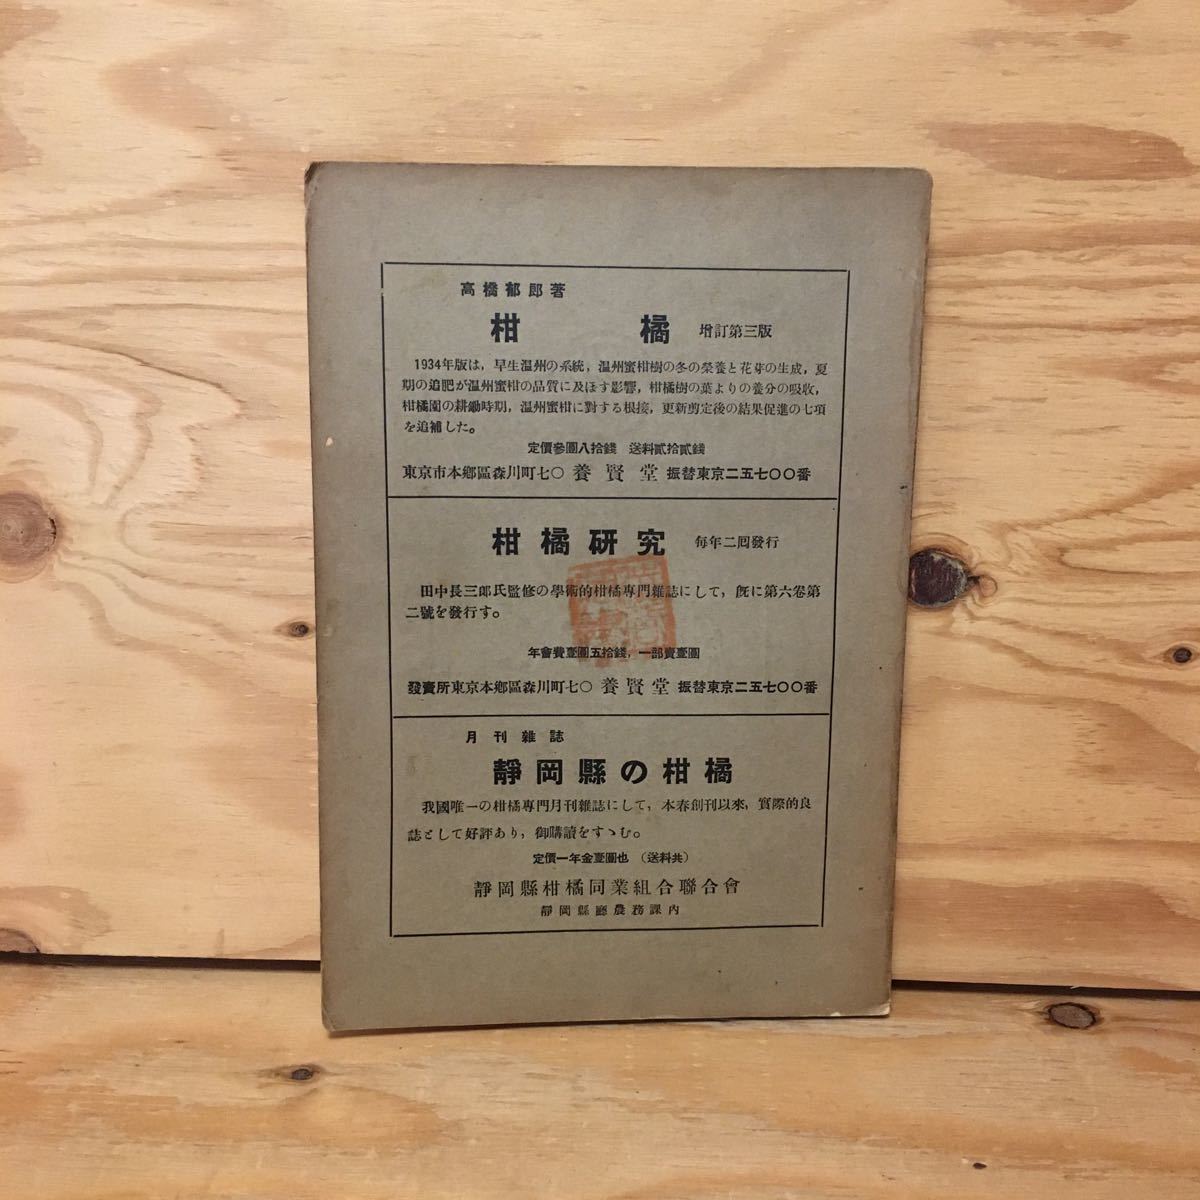 高橋郁郎著
柑橘 增訂第三版
1934年版は，早生温州の系統，温州蜜柑樹の冬の榮養と花芽の生成，夏
期の追肥が温州蜜柑の品質に及ほす影響，柑橘樹の葉よりの養分の吸收，
柑橘園の耕鋤時期，温州蜜柑に對する根接，更新剪定後の結果促進の七項
を追補した。
定價參圓八拾錢 送料貳拾貳錢
東京市本鄉區森川町七〇 養賢堂 振替東京二五七〇〇番
柑橘研究 每年二囘發行
田中長三郎氏監修の學術的柑橘專門雜誌にして，旣に第六卷第
二號を發行す。
年會費壹圓五拾錢，一部賣壹圓
發賣所東京本鄉區森川町七〇 養賢堂 振替東京二五七〇〇番
月刊雜誌
靜岡縣の柑橘
我國唯一の柑橘專門月刊雜誌にして，本春創刊以來，實際的良
誌として好評あり，御購讀をすゝむ。
定價一年金壹圓也 （送料共）
靜岡縣柑橘同業組合聯合會
靜岡縣廳農務課內